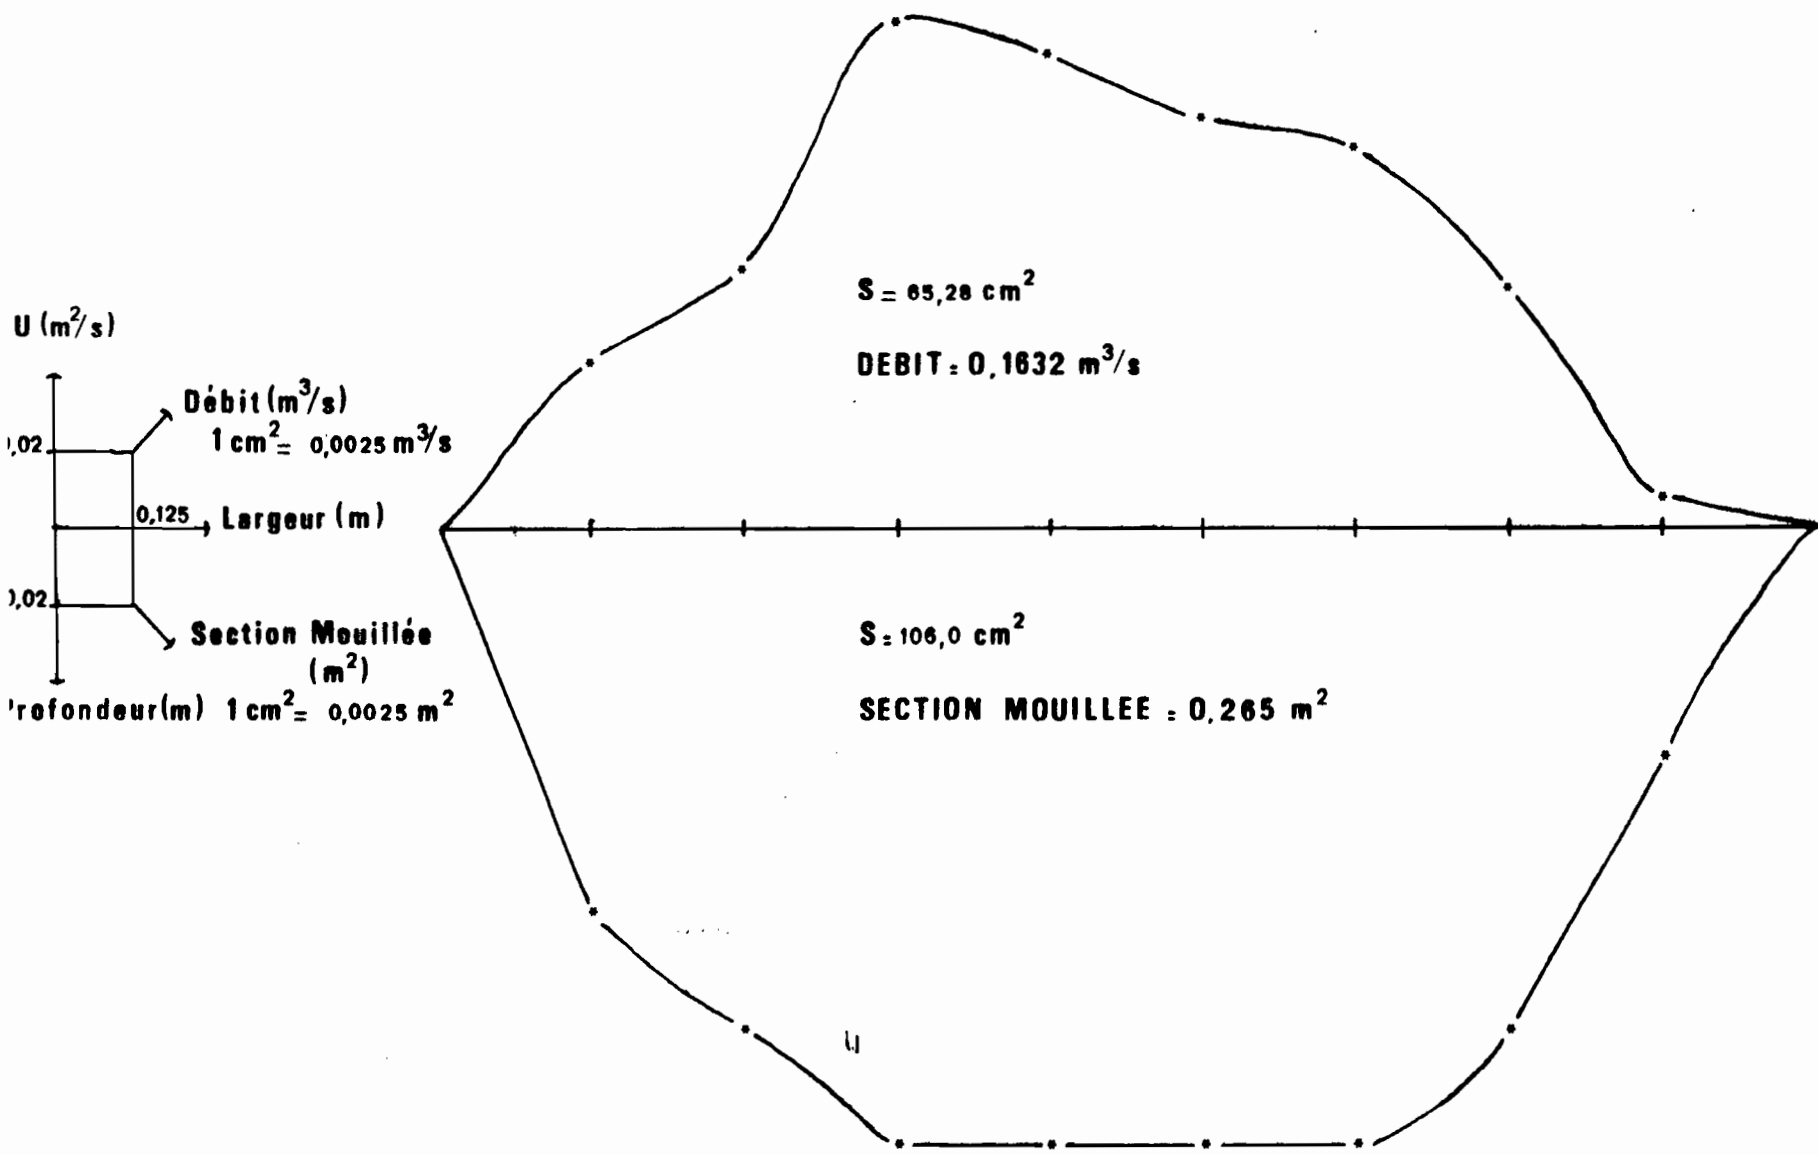 U (m²/s)
,02
Débit (m³/s)
1 cm² = 0,0025 m³/s
0,125
Largeur (m)
),02
Section Mouillée
(m²)
rofondeur(m) 1 cm² = 0,0025 m²
S = 65,28 cm²
DEBIT : 0,1632 m³/s
S : 106,0 cm²
SECTION MOUILLEE : 0,265 m²